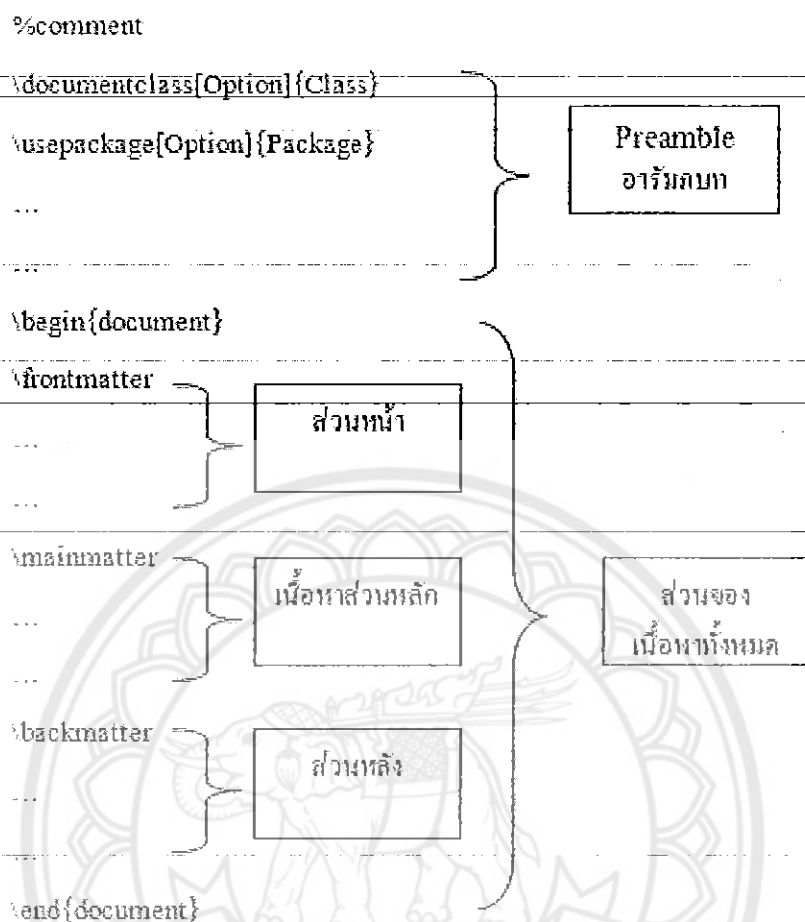 %comment
\documentclass[Option]{Class}
\usepackage[Option]{Package}
...
...
Preamble
อารัมภบท
\begin{document}
\frontmatter
...
...
ส่วนหน้า
\mainmatter
...
...
เนื้อหาส่วนหลัก
\backmatter
...
...
ส่วนหลัง
ส่วนของ
เนื้อหาทั้งหมด
\end{document}